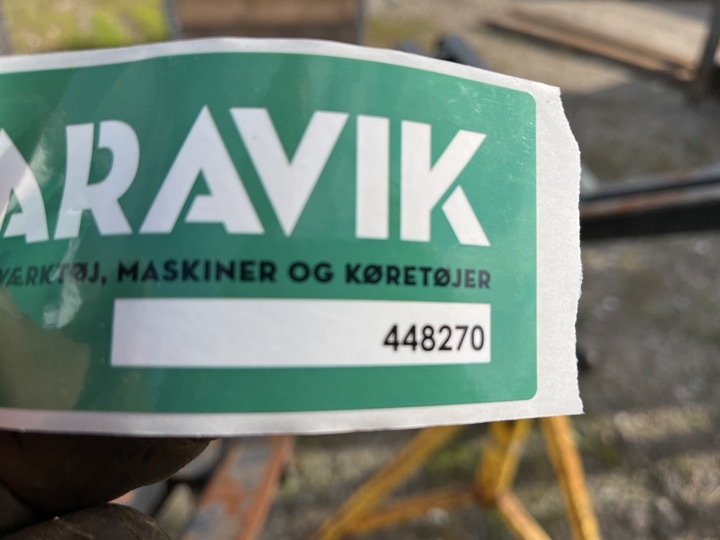 ARAVIK
VÆRKTØJ, MASKINER OG KØRETØJER
448270